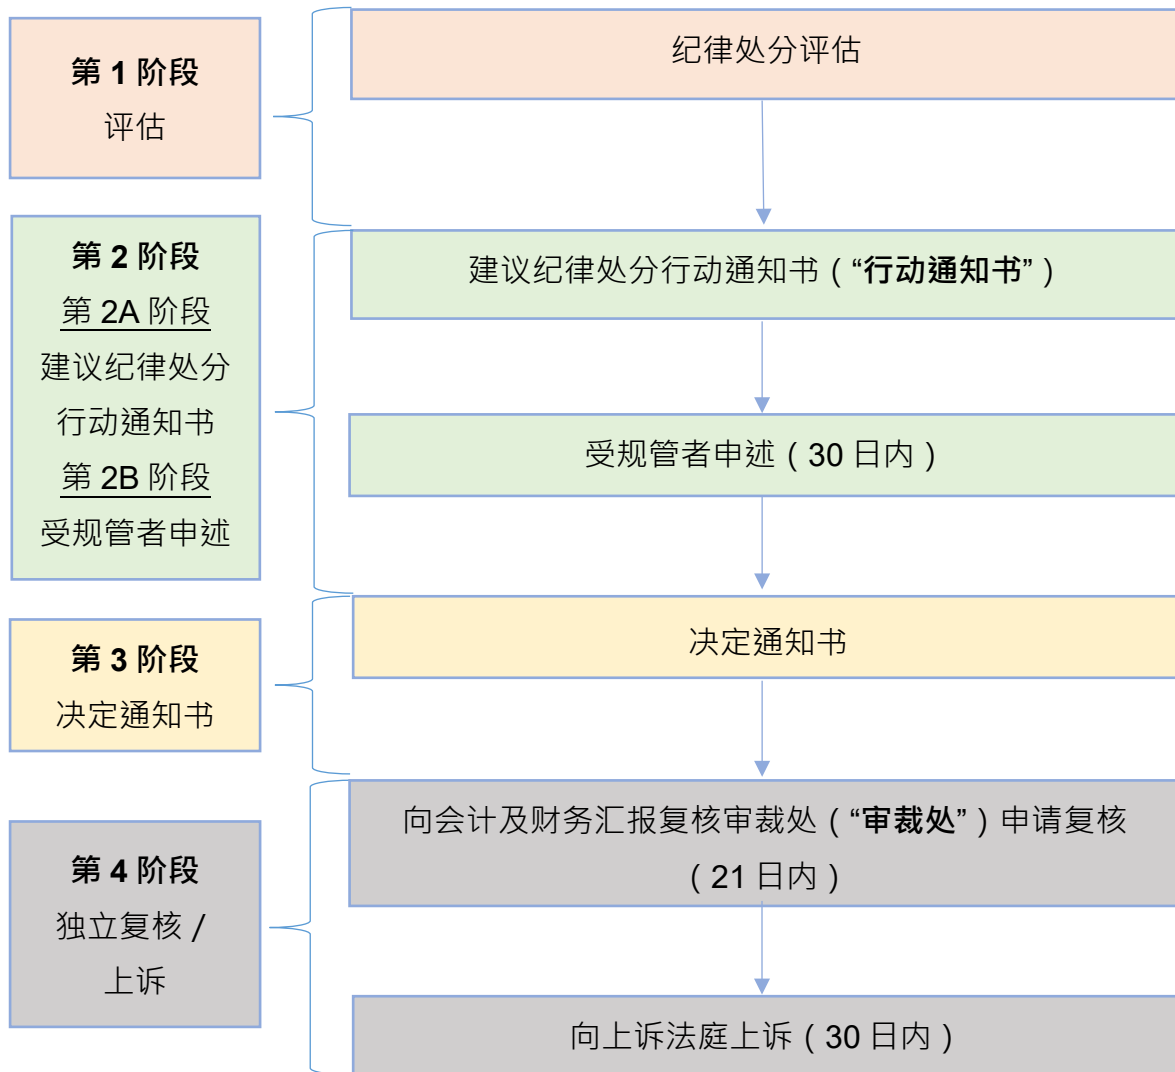 第 1 阶段
评估
纪律处分评估
第 2 阶段
第 2A 阶段
建议纪律处分
行动通知书
第 2B 阶段
受规管者申述
建议纪律处分行动通知书（“行动通知书”）
受规管者申述（30 日内）
第 3 阶段
决定通知书
决定通知书
第 4 阶段
独立复核 /
上诉
向会计及财务汇报复核审裁处（“审裁处”）申请复核
（21 日内）
向上诉法庭上诉（30 日内）